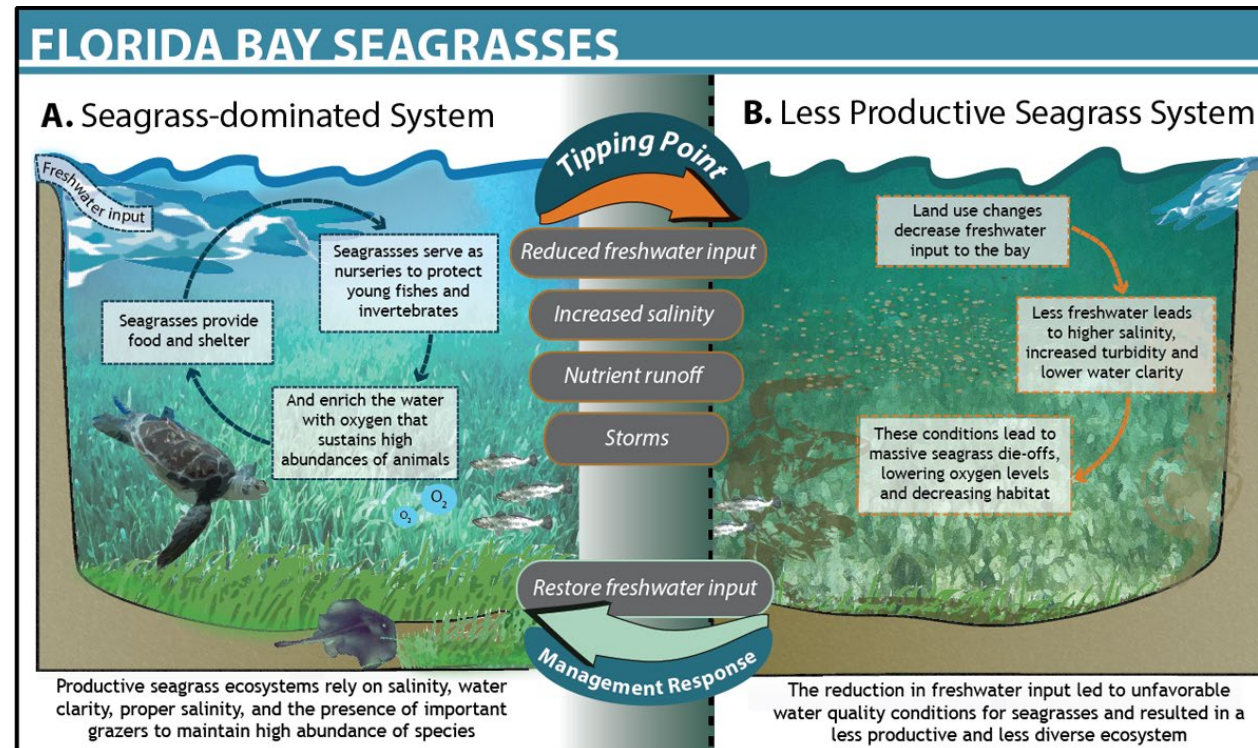 FLORIDA BAY SEAGRASSES
A. Seagrass-dominated System
Freshwater input
Seagrassses serve as
nurseries to protect
young fishes and
invertebrates
Seagrasses provide
food and shelter
And enrich the water
with oxygen that
sustains high
abundances of animals
O2
O2
Productive seagrass ecosystems rely on salinity, water
clarity, proper salinity, and the presence of important
grazers to maintain high abundance of species
Tipping Point
Reduced freshwater input
Increased salinity
Nutrient runoff
Storms
Restore freshwater input
Management Response
B. Less Productive Seagrass System
Land use changes
decrease freshwater
input to the bay
Less freshwater leads
to higher salinity,
increased turbidity and
lower water clarity
These conditions lead to
massive seagrass die-offs,
lowering oxygen levels
and decreasing habitat
The reduction in freshwater input led to unfavorable
water quality conditions for seagrasses and resulted in a
less productive and less diverse ecosystem